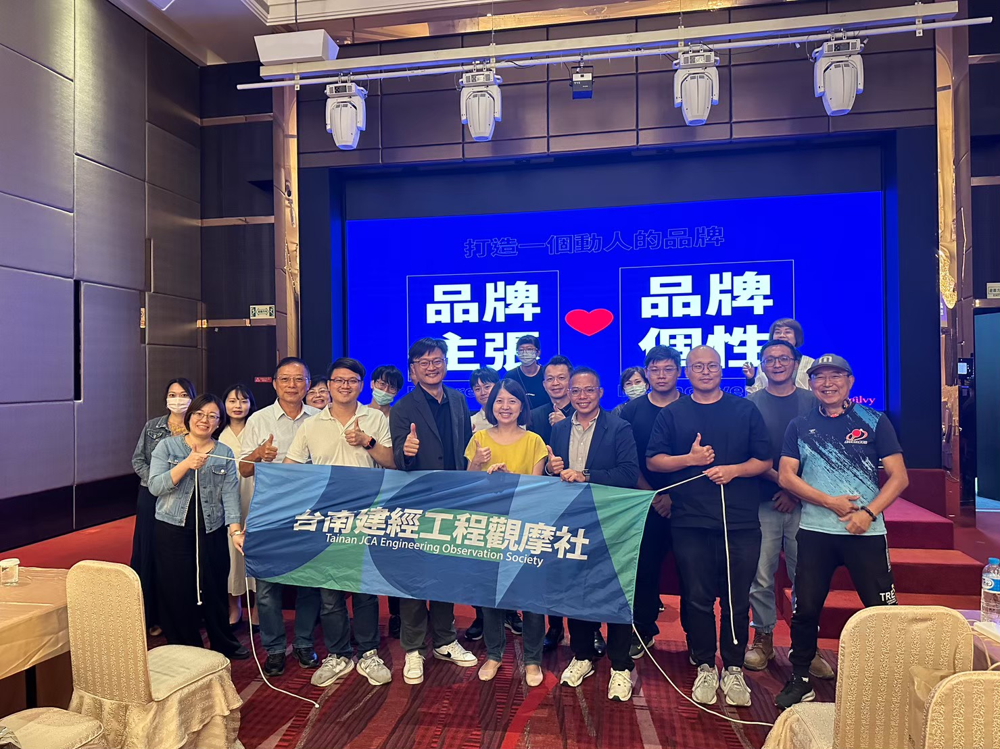 打造一個動人的品牌
品牌
主張
品牌
個性
台南建經工程觀摩社
Tainan JCA Engineering Observation Society
TRE